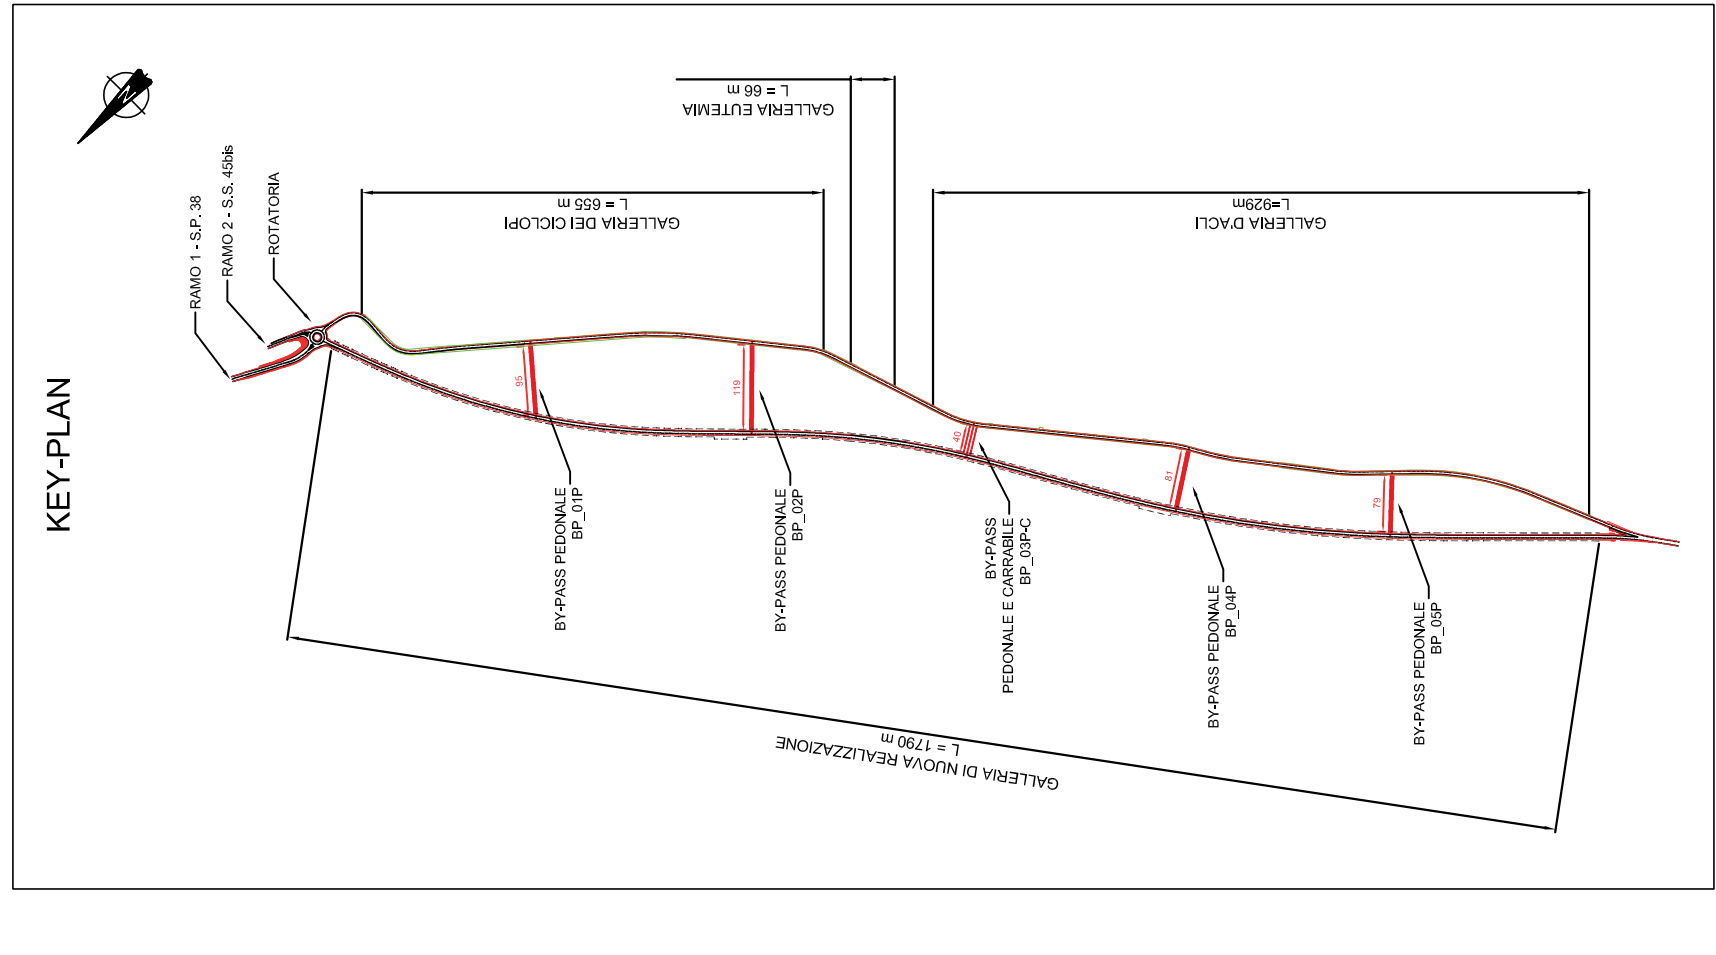 KEY-PLAN
N
RAMO 1 - S.P. 38
RAMO 2 - S.S. 45bis
ROTATORIA
GALLERIA DEI CICLOPI
L = 655 m
GALLERIA EUTEMIA
L = 66 m
GALLERIA D'ACLI
L=929m
95
119
40
81
79
BY-PASS PEDONALE
BP_01P
BY-PASS PEDONALE
BP_02P
BY-PASS
PEDONALE E CARRABILE
BP_03P-C
BY-PASS PEDONALE
BP_04P
BY-PASS PEDONALE
BP_05P
GALLERIA DI NUOVA REALIZZAZIONE
L = 1790 m